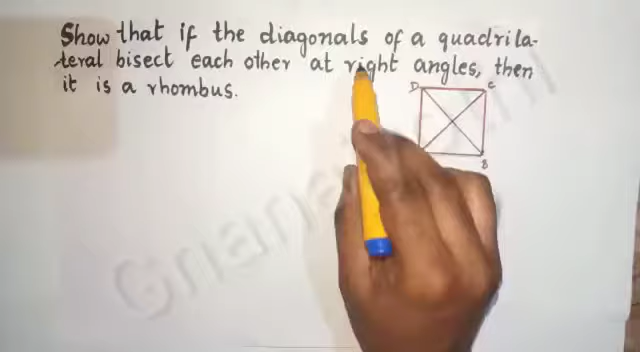 Show that if the diagonals of a quadrila-
teral bisect each other at right angles, then
it is a rhombus.
D C
B